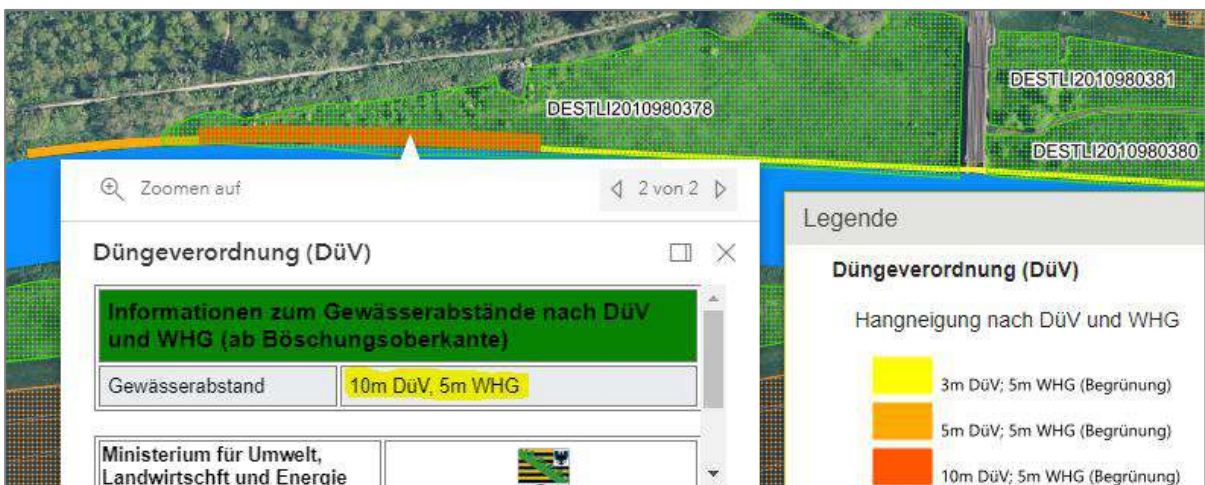 DESTLI2010980381
DESTLI2010980378
DESTLI2010980380
Zoomen auf
2 von 2
Düngeverordnung (DüV)
Informationen zum Gewässerabstände nach DüV
und WHG (ab Böschungsoberkante)
Gewässerabstand
10m DüV, 5m WHG
Ministerium für Umwelt,
Landwirtschft und Energie
Legende
Düngeverordnung (DüV)
Hangneigung nach DüV und WHG
3m DüV; 5m WHG (Begrünung)
5m DüV; 5m WHG (Begrünung)
10m DüV; 5m WHG (Begrünung)